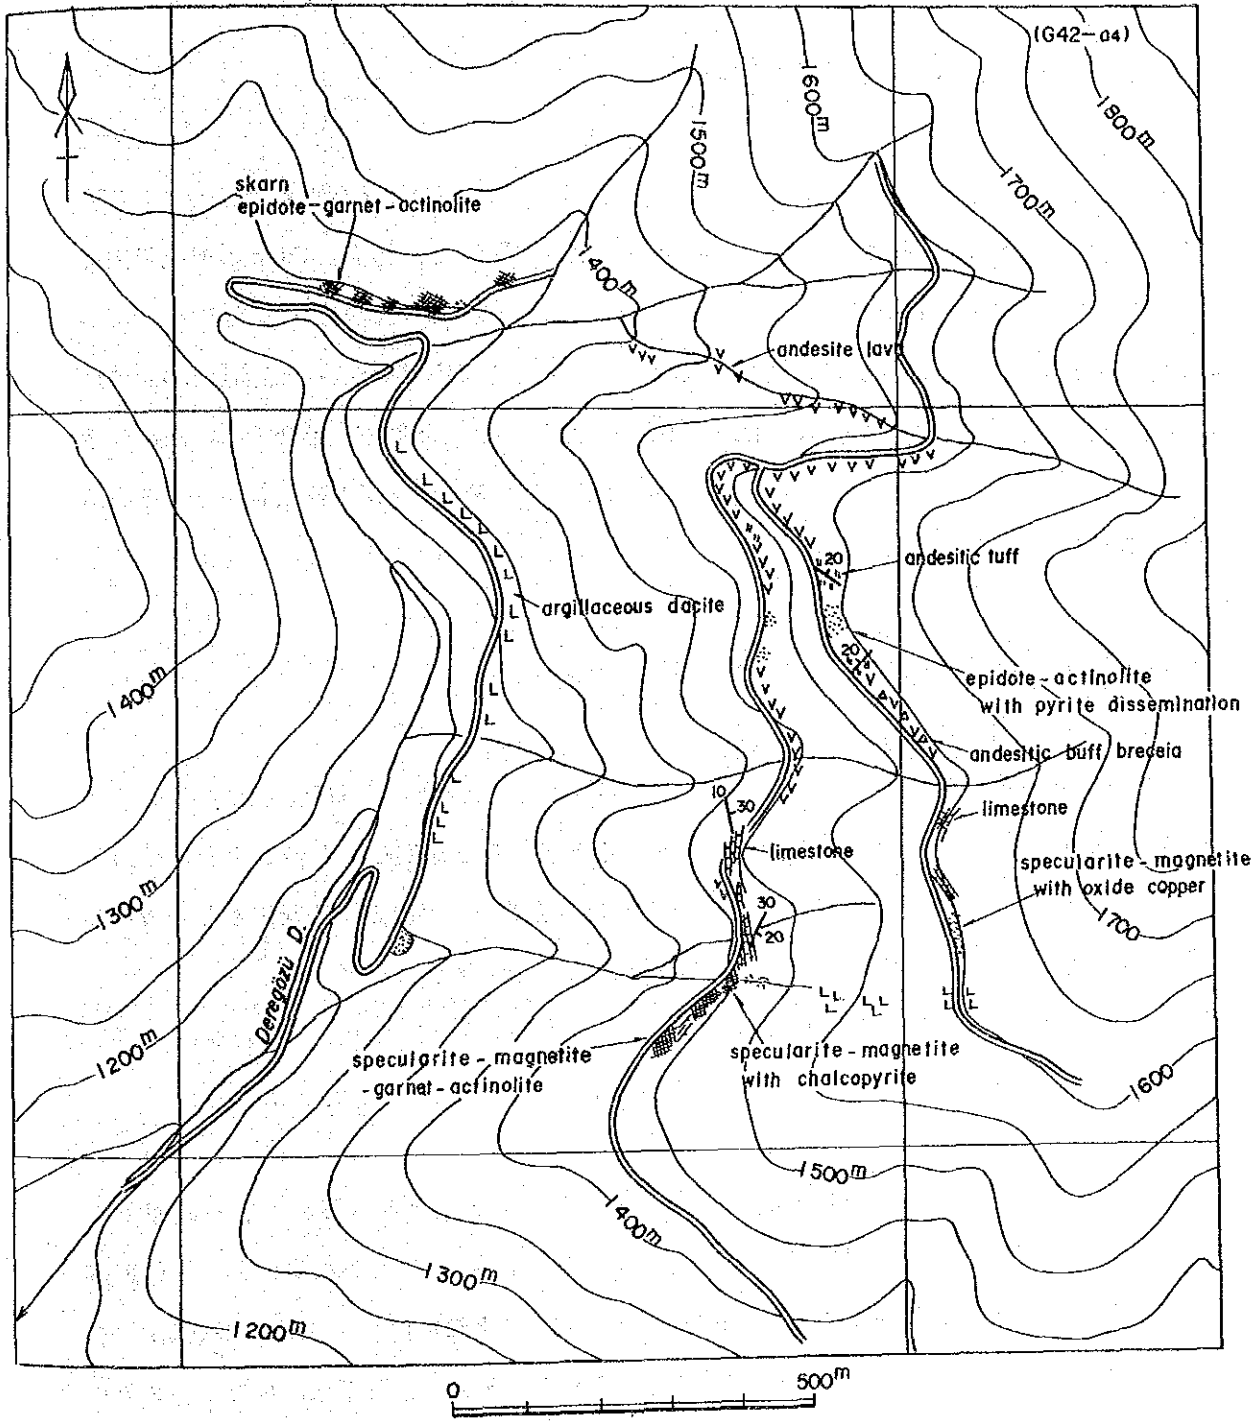 (G42-a4)
1600m
1800m
1500m
1700m
skarn
epidote-garnet-actinolite
1400m
andesite lava
20
andesitic tuff
argillaceous dacite
20
epidote-actinolite
with pyrite dissemination
1400m
andesitic buff breceia
10
30
limestone
limestone
specularite-magnetite
with oxide copper
1300m
30
20
1700
Deregözü D.
1200m
specularite-magnetite
-garnet-actinolite
specularite-magnetite
with chalcopyrite
1600
1500m
1400m
1300m
1200m
0
500m